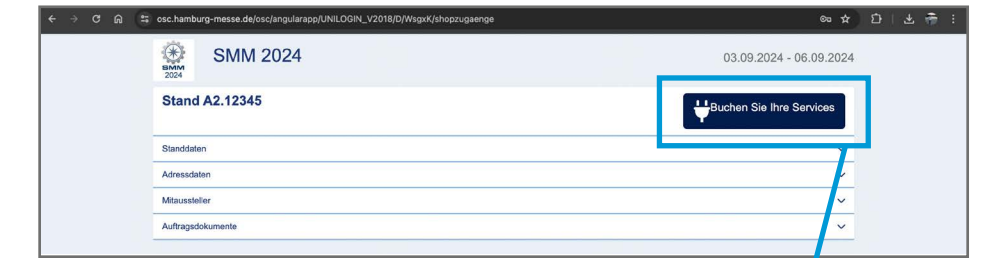 osc.hamburg-messe.de/osc/angularapp/UNILOGIN_V2018/D/WsgxK/shopzugaenge
SMM
2024
SMM 2024
03.09.2024 - 06.09.2024
Stand A2.12345
Buchen Sie Ihre Services
Standdaten
Adressdaten
Mitaussteller
Auftragsdokumente